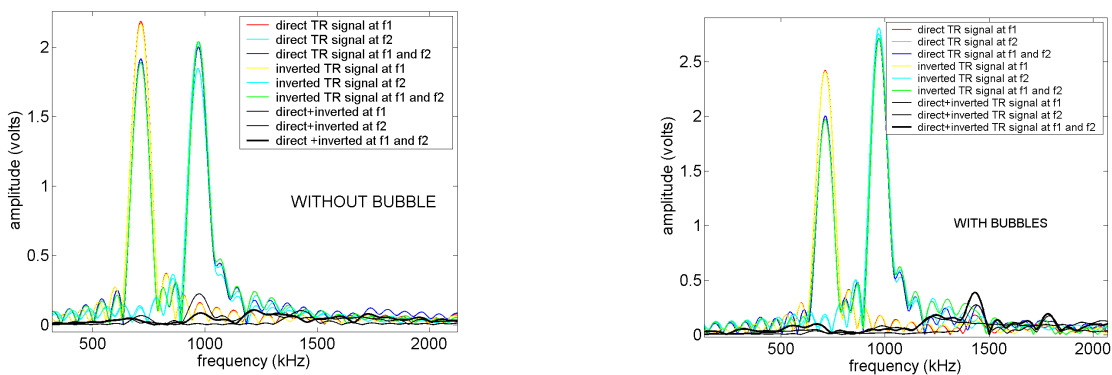 direct TR signal at f1
direct TR signal at f2
direct TR signal at f1 and f2
inverted TR signal at f1
inverted TR signal at f2
inverted TR signal at f1 and f2
direct+inverted at f1
direct+inverted at f2
direct +inverted at f1 and f2
WITHOUT BUBBLE
amplitude (volts)
2
1.5
1
0.5
0
500
1000
1500
2000
frequency (kHz)
direct TR signal at f1
direct TR signal at f2
direct TR signal at f1 and f2
inverted TR signal at f1
inverted TR signal at f2
inverted TR signal at f1 and f2
direct+inverted TR signal at f1
direct+inverted TR signal at f2
direct+inverted TR signal at f1 and f2
WITH BUBBLES
amplitude (volts)
2.5
2
1.5
1
0.5
0
500
1000
1500
2000
frequency (kHz)